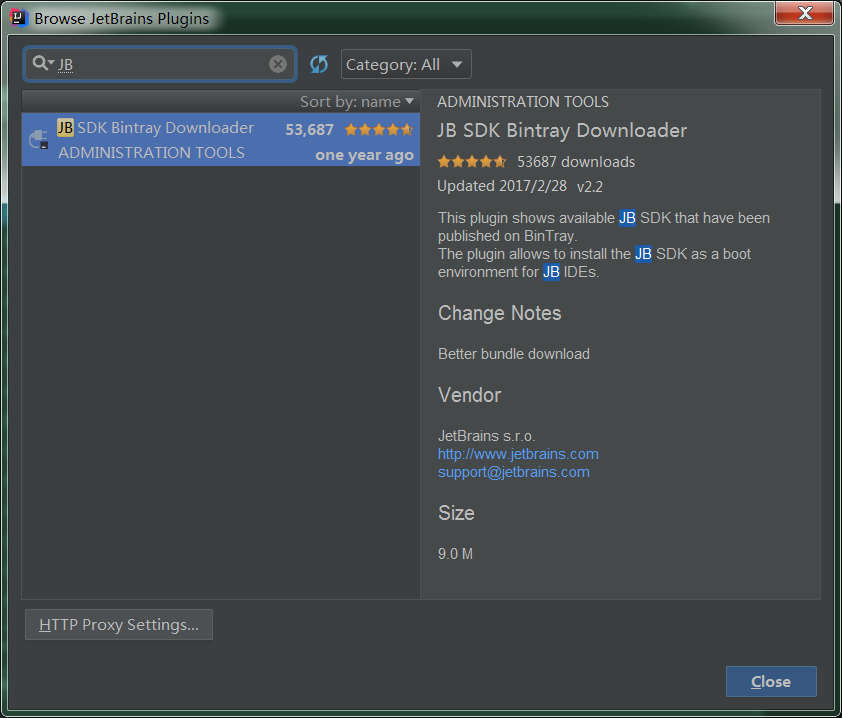 Browse JetBrains Plugins
JB
Category: All
Sort by: name
JB SDK Bintray Downloader 53,687
ADMINISTRATION TOOLS one year ago
ADMINISTRATION TOOLS
JB SDK Bintray Downloader
53687 downloads
Updated 2017/2/28 v2.2
This plugin shows available JB SDK that have been
published on BinTray.
The plugin allows to install the JB SDK as a boot
environment for JB IDEs.
Change Notes
Better bundle download
Vendor
JetBrains s.r.o.
http://www.jetbrains.com
support@jetbrains.com
Size
9.0 M
HTTP Proxy Settings...
Close